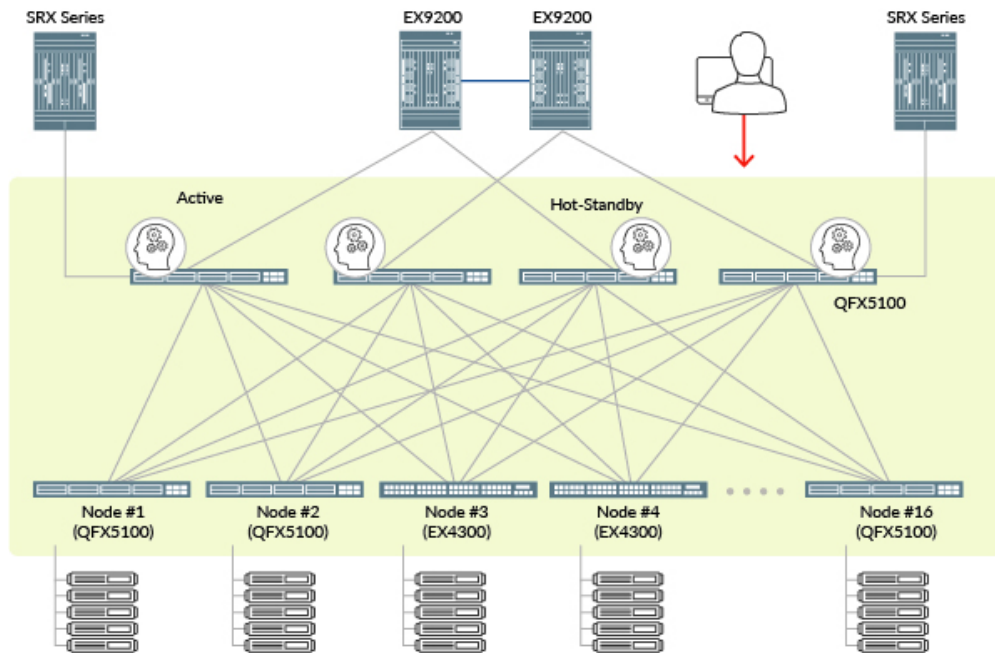 SRX Series
EX9200
EX9200
SRX Series
Active
Hot-Standby
QFX5100
Node #1
(QFX5100)
Node #2
(QFX5100)
Node #3
(EX4300)
Node #4
(EX4300)
Node #16
(QFX5100)